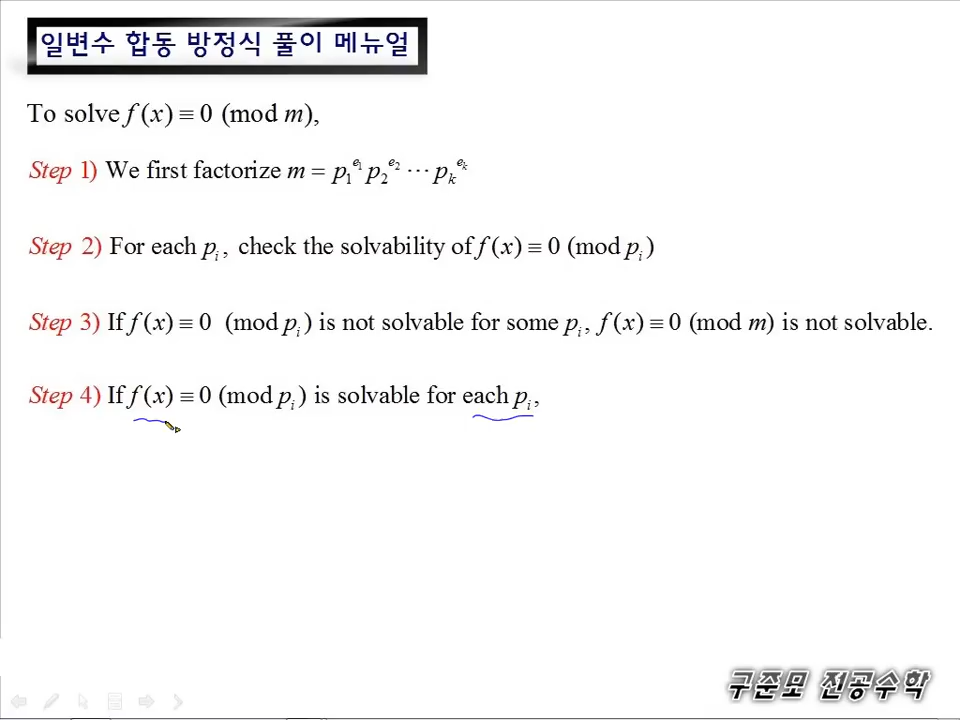 일변수 합동 방정식 풀이 메뉴얼
To solve f(x) ≡ 0 (mod m),
Step 1) We first factorize m = p₁^e₁ p₂^e₂ ⋯ pₖ^eₖ
Step 2) For each pᵢ, check the solvability of f(x) ≡ 0 (mod pᵢ)
Step 3) If f(x) ≡ 0 (mod pᵢ) is not solvable for some pᵢ, f(x) ≡ 0 (mod m) is not solvable.
Step 4) If f(x) ≡ 0 (mod pᵢ) is solvable for each pᵢ,
구준모 전공수학